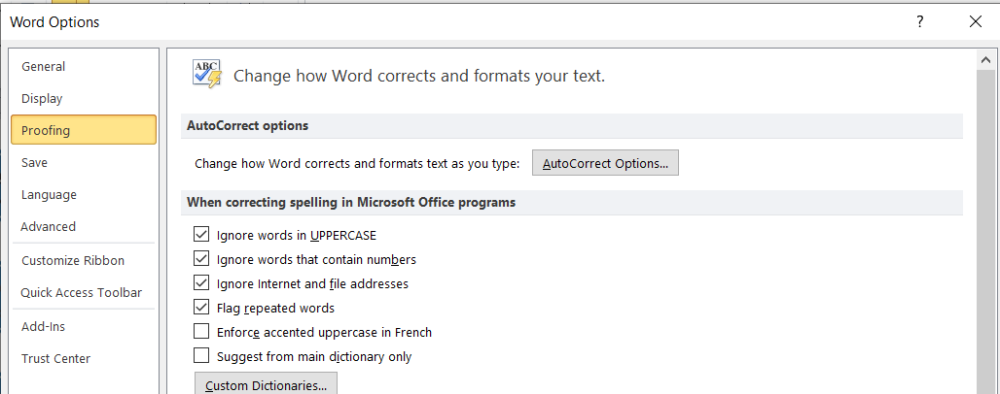 Word Options
?
General
Display
Proofing
Save
Language
Advanced
Customize Ribbon
Quick Access Toolbar
Add-Ins
Trust Center
ABC
Change how Word corrects and formats your text.
AutoCorrect options
Change how Word corrects and formats text as you type: AutoCorrect Options...
When correcting spelling in Microsoft Office programs
Ignore words in UPPERCASE
Ignore words that contain numbers
Ignore Internet and file addresses
Flag repeated words
Enforce accented uppercase in French
Suggest from main dictionary only
Custom Dictionaries...